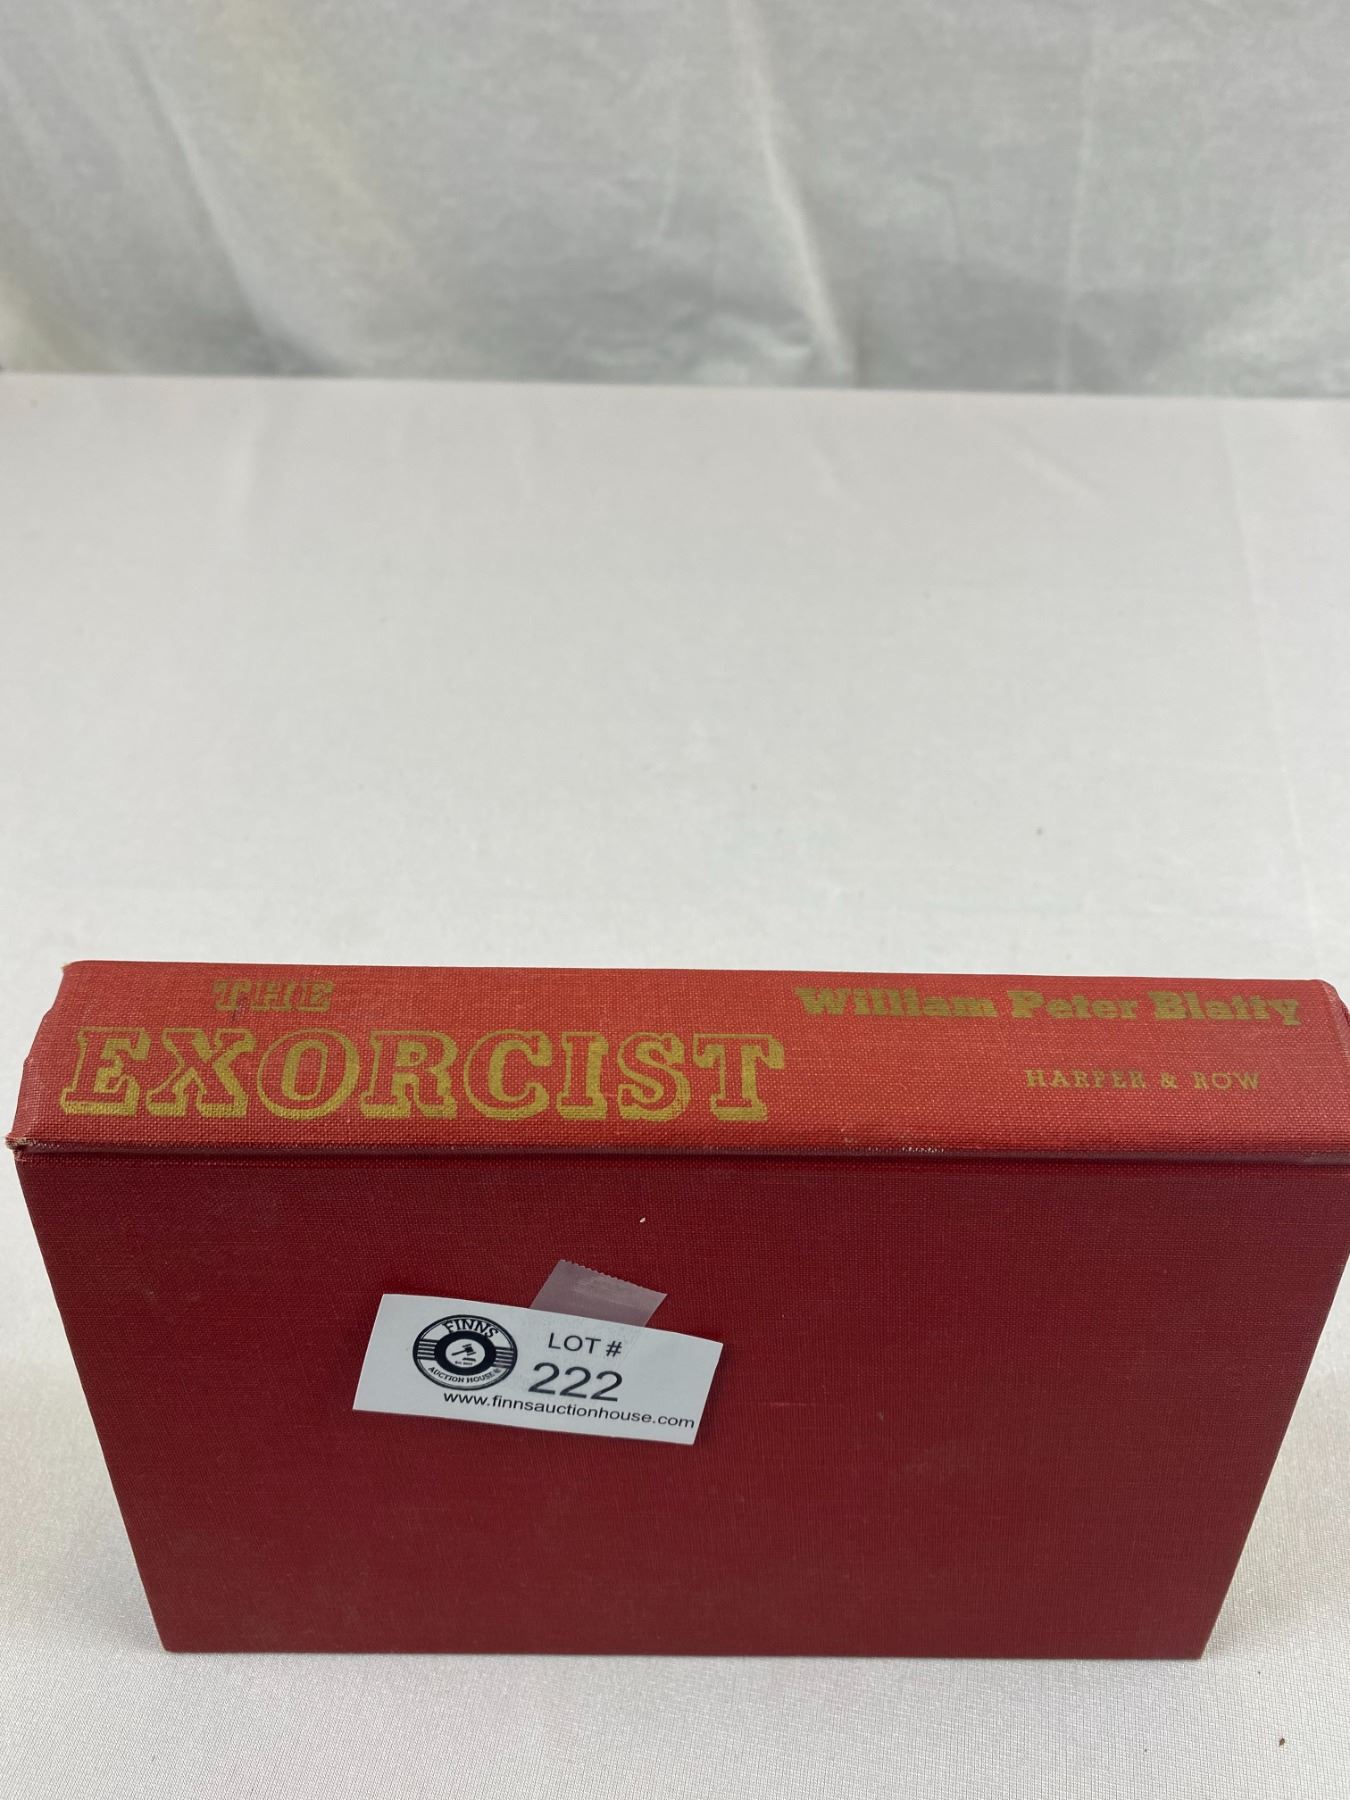 THE
EXORCIST
William Peter Blatty
HARPER & ROW
FINNS
AUCTION HOUSE
LOT #
222
www.finnsauctionhouse.com